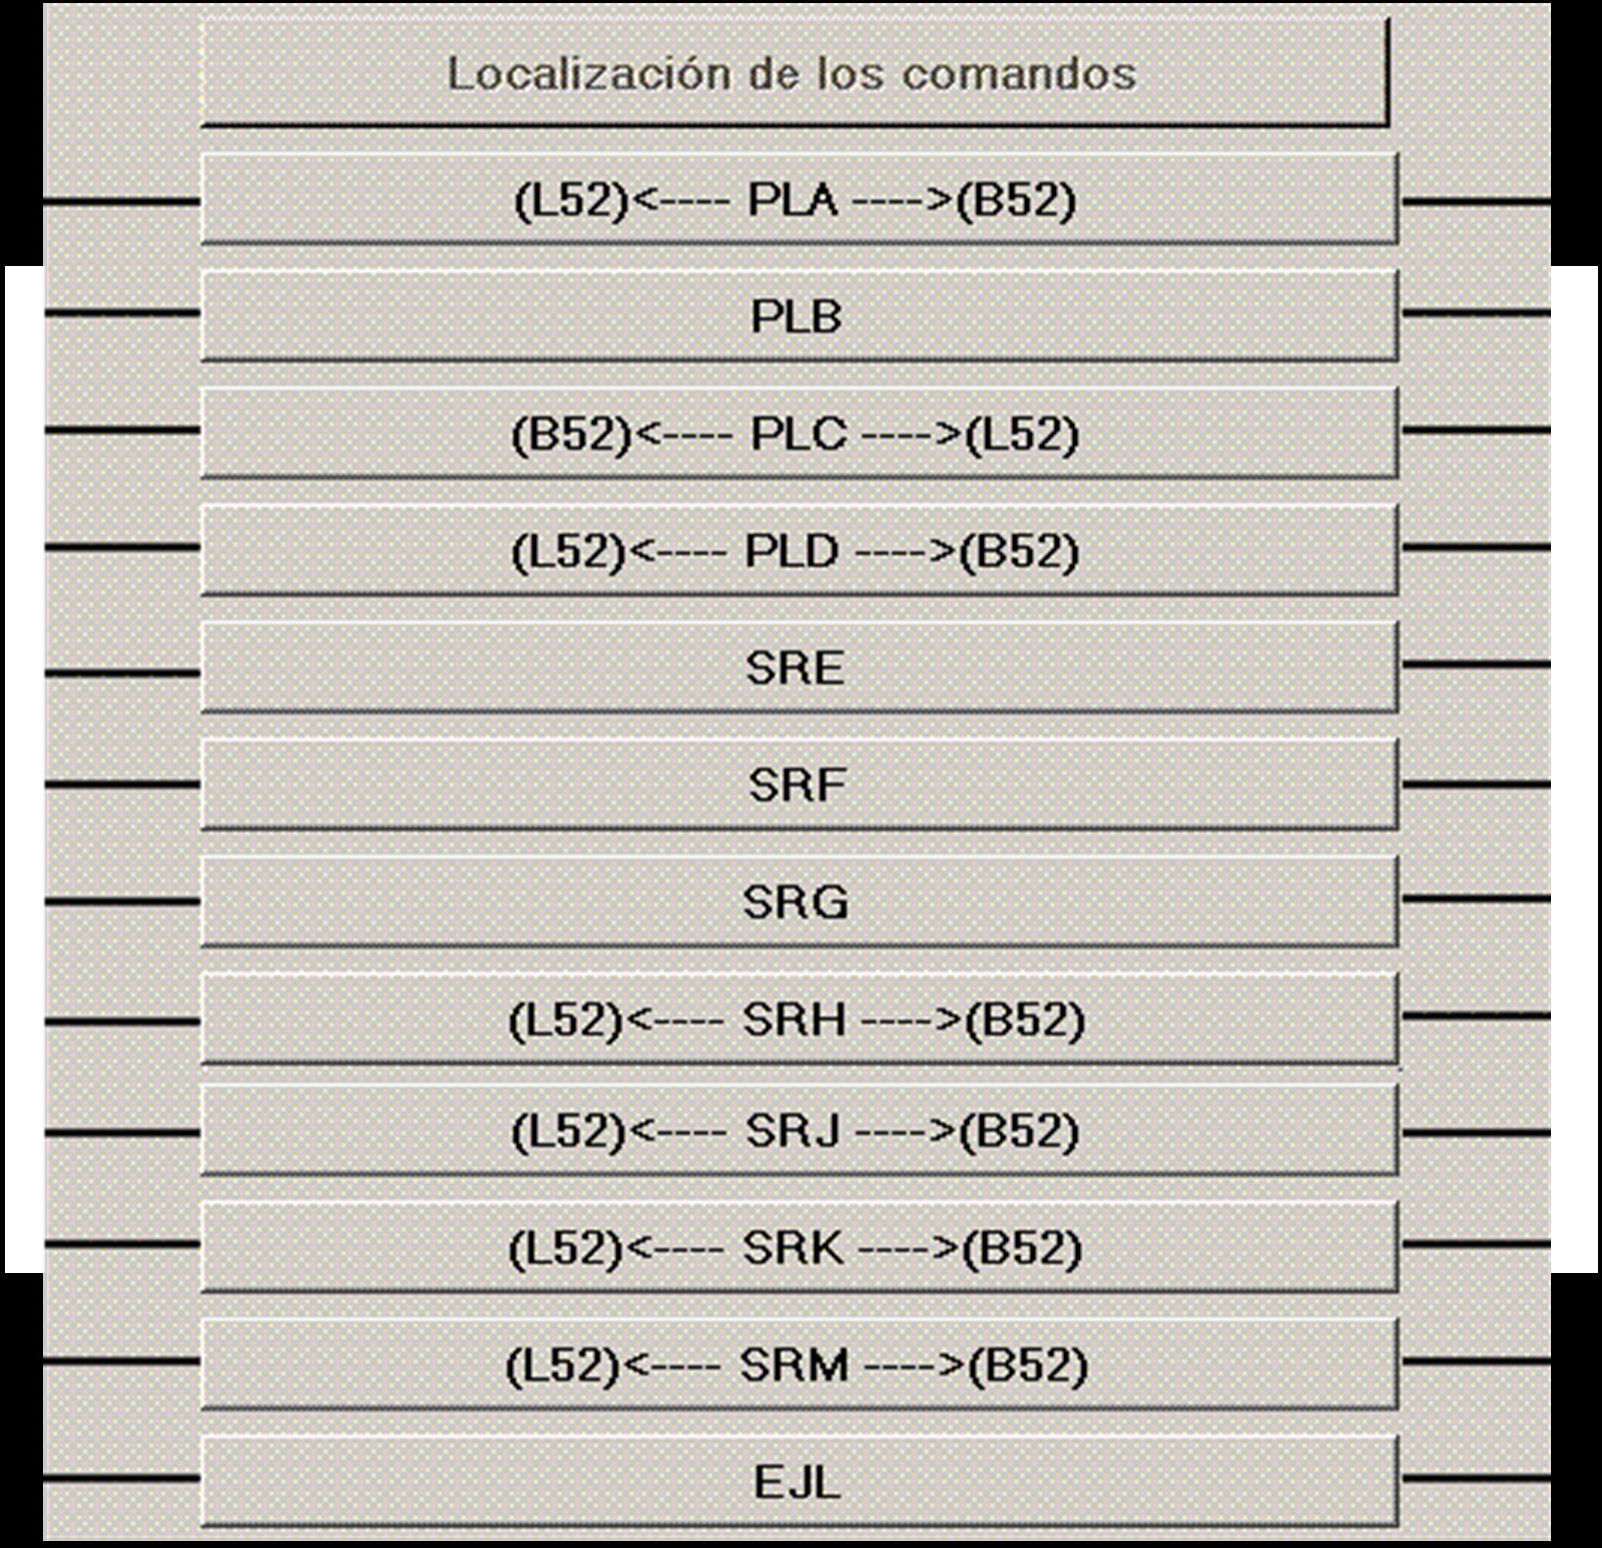 Localización de los comandos
(L52)<---- PLA ---->(B52)
PLB
(B52)<---- PLC ---->(L52)
(L52)<---- PLD ---->(B52)
SRE
SRF
SRG
(L52)<---- SRH ---->(B52)
(L52)<---- SRJ ---->(B52)
(L52)<---- SRK ---->(B52)
(L52)<---- SRM ---->(B52)
EJL